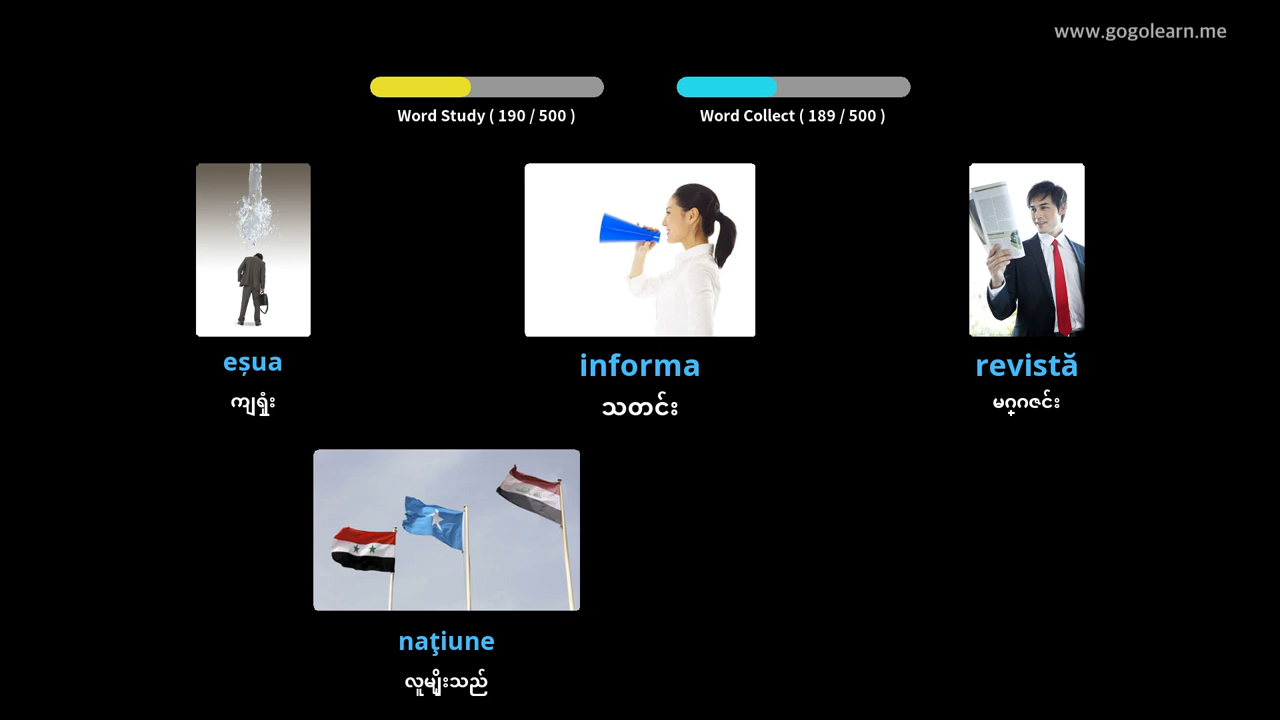 www.gogolearn.me
Word Study ( 190 / 500 )
Word Collect ( 189 / 500 )
eșua
informa
revistă
ကျရှုံး
သတင်း
မဂ္ဂဇင်း
naţiune
လူမျိုးသည်